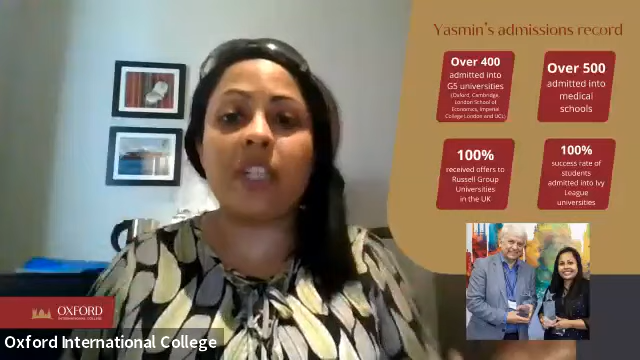 Yasmin's admissions record
Over 400
admitted into
G5 universities
(Oxford, Cambridge,
London School of
Economics, Imperial
College London and UCL)
Over 500
admitted into
medical
schools
100%
received offers to
Russell Group
Universities
in the UK
100%
success rate of
students
admitted into Ivy
League
universities
OXFORD
INTERNATIONAL COLLEGE
Oxford International College